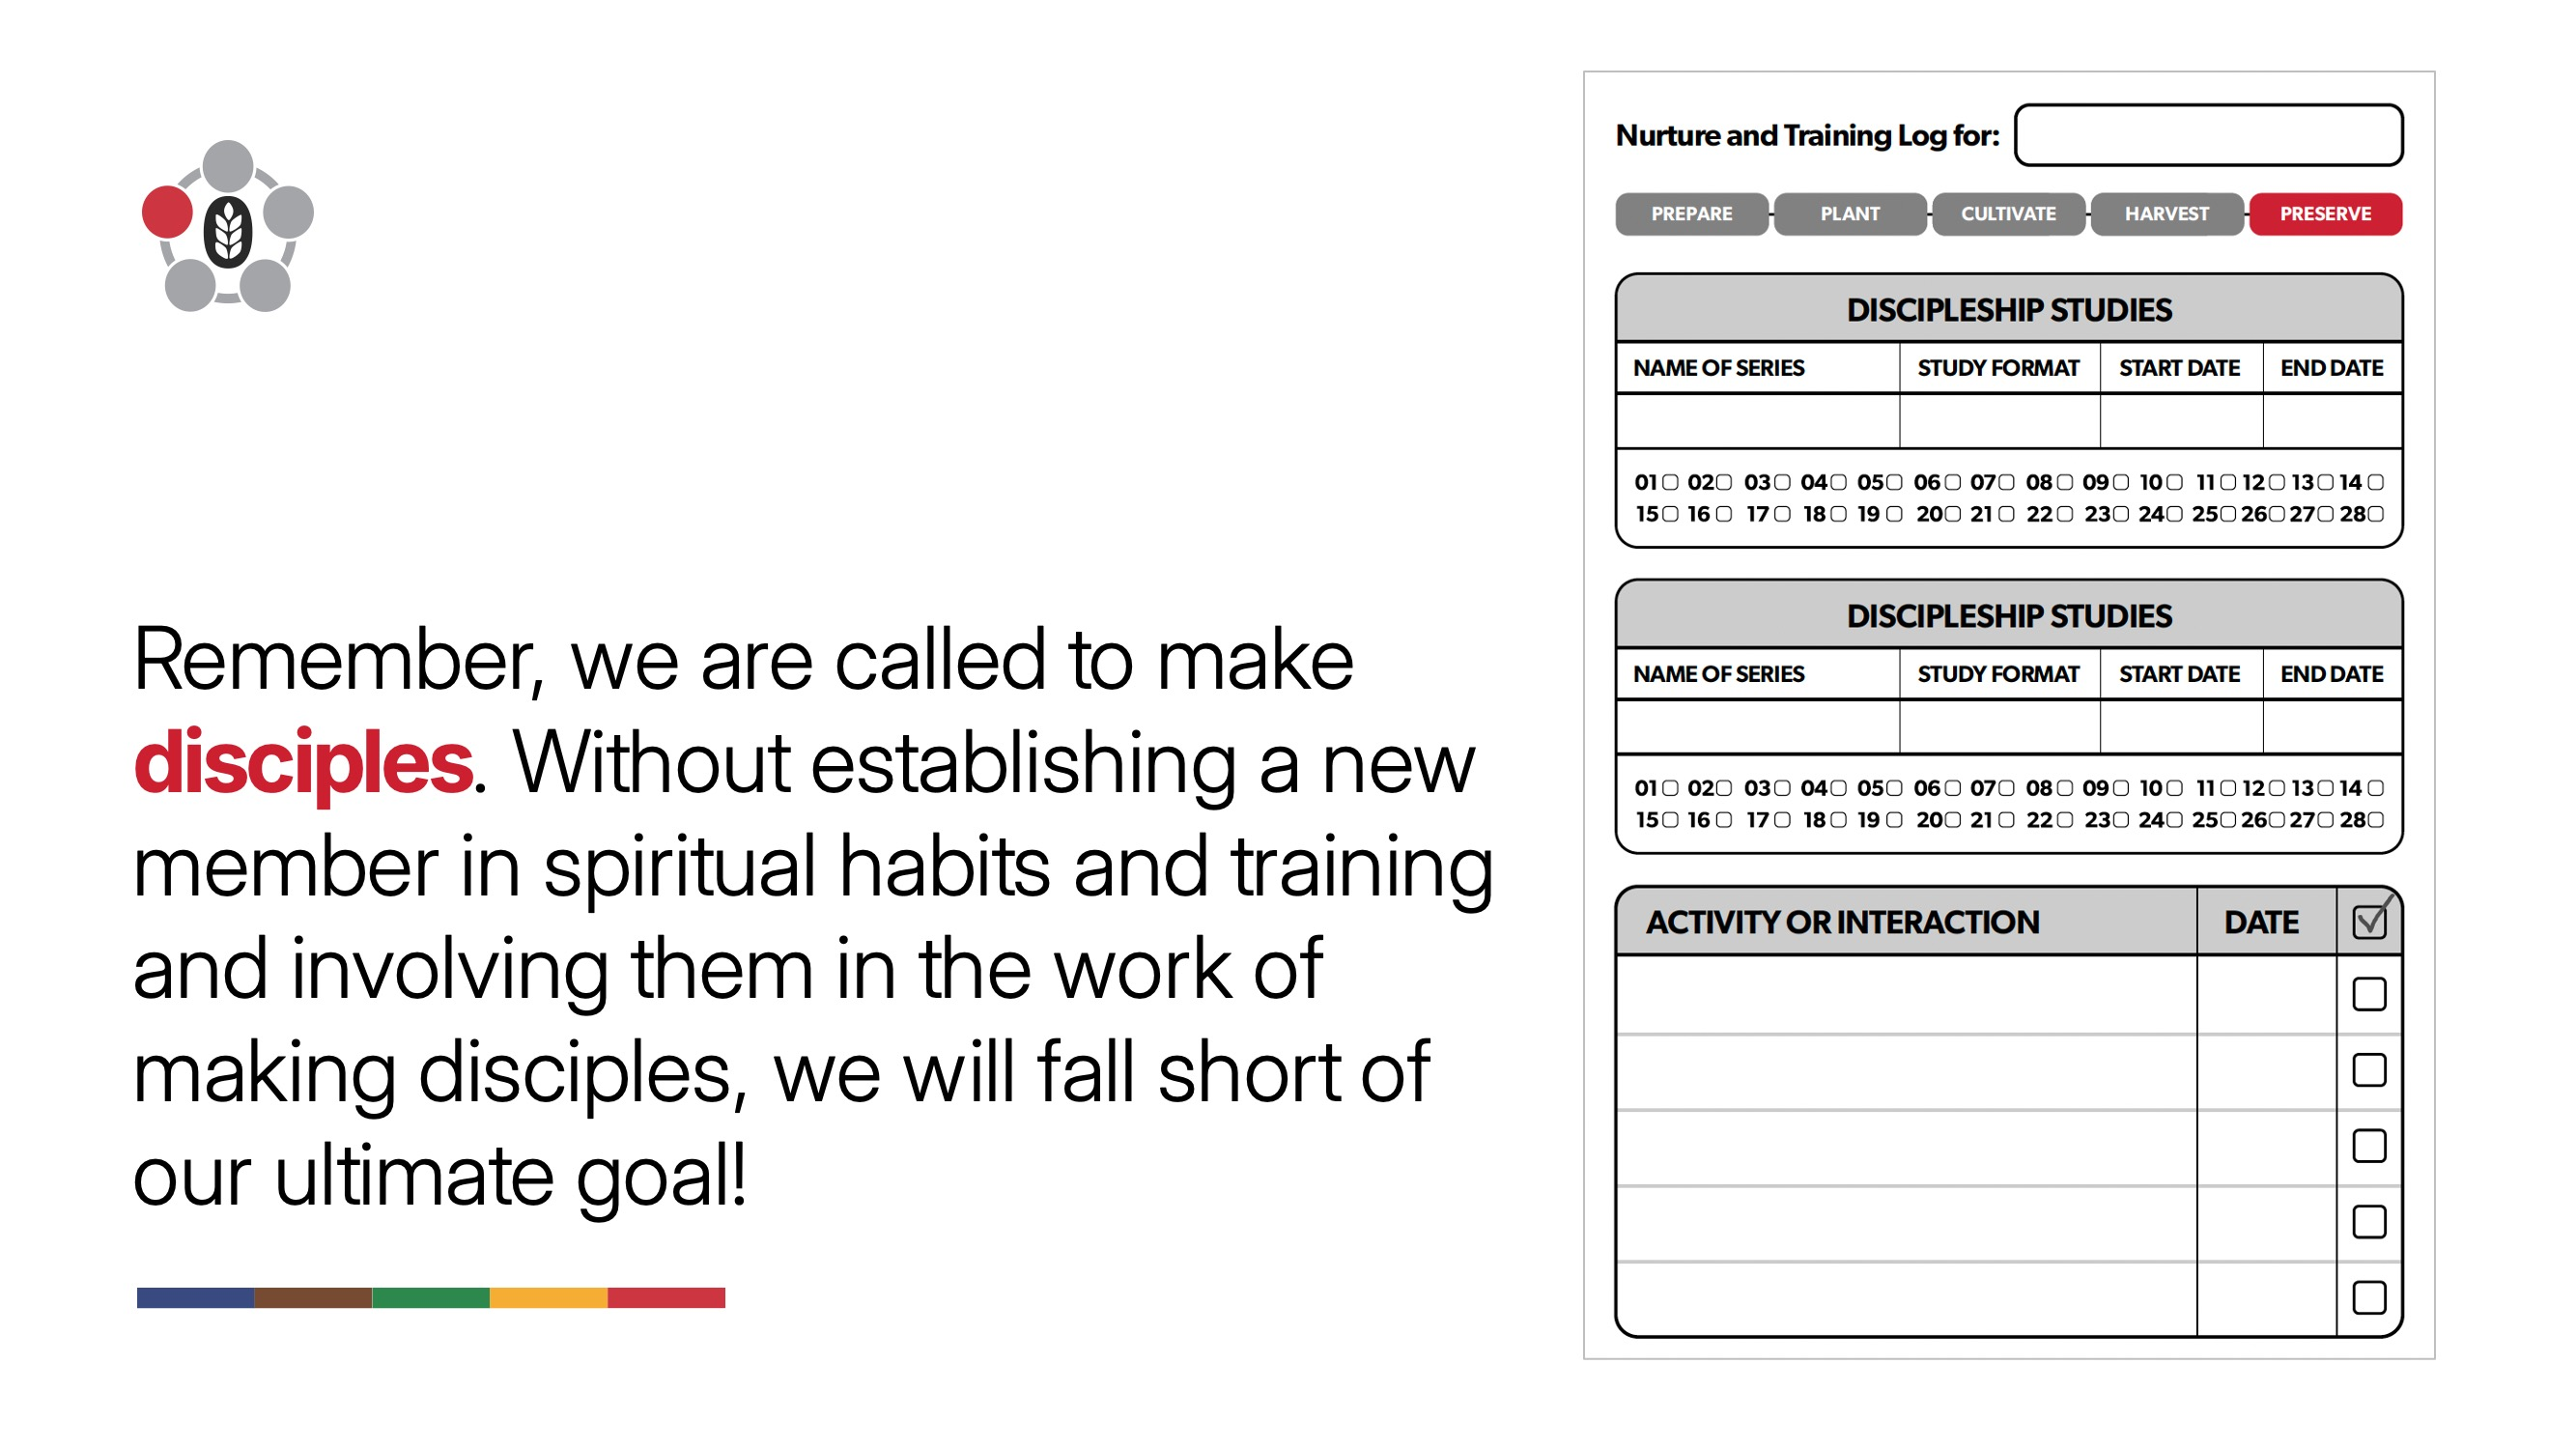 Remember, we are called to make
disciples. Without establishing a new
member in spiritual habits and training
and involving them in the work of
making disciples, we will fall short of
our ultimate goal!
Nurture and Training Log for:
PREPARE PLANT CULTIVATE HARVEST PRESERVE
DISCIPLESHIP STUDIES
NAME OF SERIES STUDY FORMAT START DATE END DATE
01 02 03 04 05 06 07 08 09 10 11 12 13 14
15 16 17 18 19 20 21 22 23 24 25 26 27 28
DISCIPLESHIP STUDIES
NAME OF SERIES STUDY FORMAT START DATE END DATE
01 02 03 04 05 06 07 08 09 10 11 12 13 14
15 16 17 18 19 20 21 22 23 24 25 26 27 28
ACTIVITY OR INTERACTION DATE